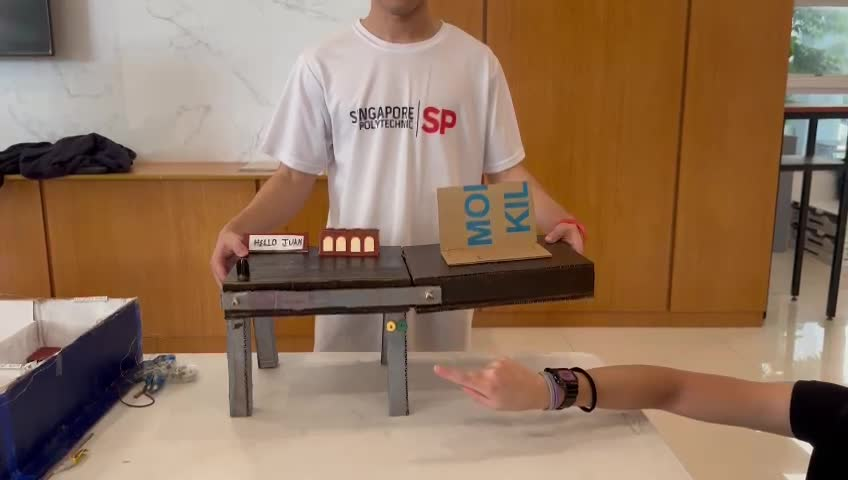 SINGAPORE
POLYTECHNIC
SP
HELLO JUAN
MOI
KIL